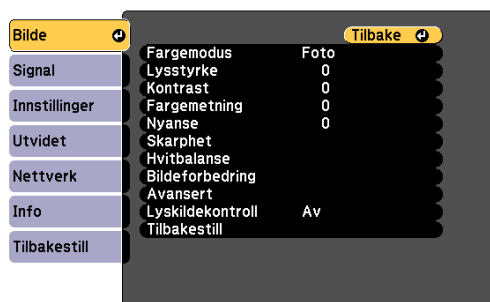 Bilde
Signal
Innstillinger
Utvidet
Nettverk
Info
Tilbakestill
Tilbake
Fargemodus Foto
Lysstyrke 0
Kontrast 0
Fargemetning 0
Nyanse 0
Skarphet
Hvitbalanse
Bildeforbedring
Avansert
Lyskildekontroll Av
Tilbakestill